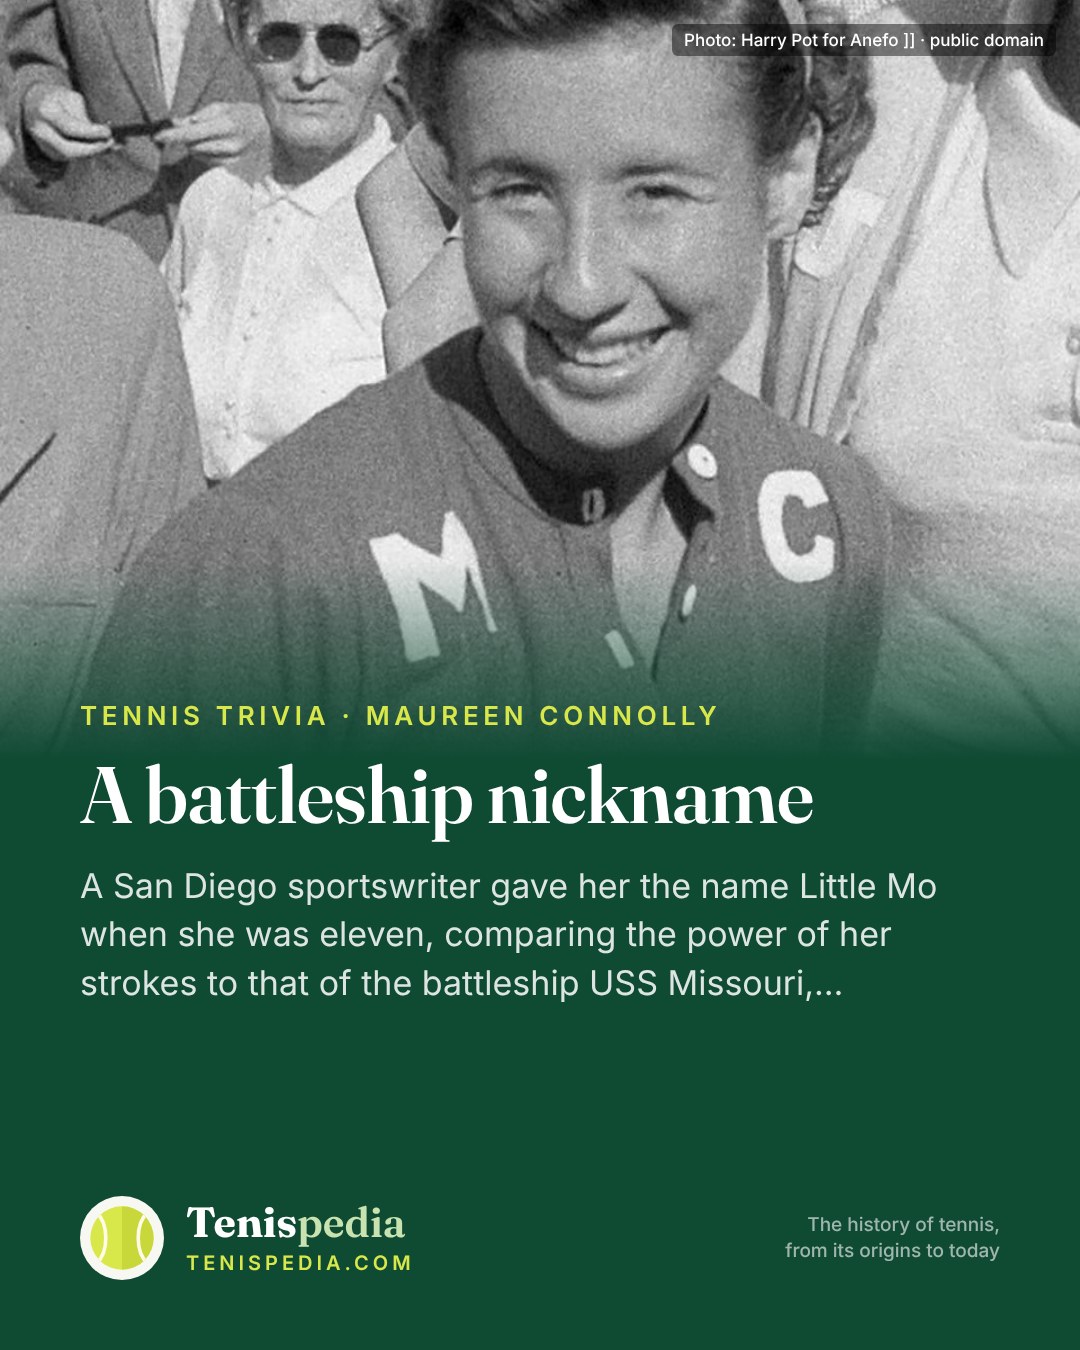 Photo: Harry Pot for Anefo ]] · public domain
M C
TENNIS TRIVIA · MAUREEN CONNOLLY
A battleship nickname
A San Diego sportswriter gave her the name Little Mo
when she was eleven, comparing the power of her
strokes to that of the battleship USS Missouri,...
Tenispedia
TENISPEDIA.COM
The history of tennis,
from its origins to today